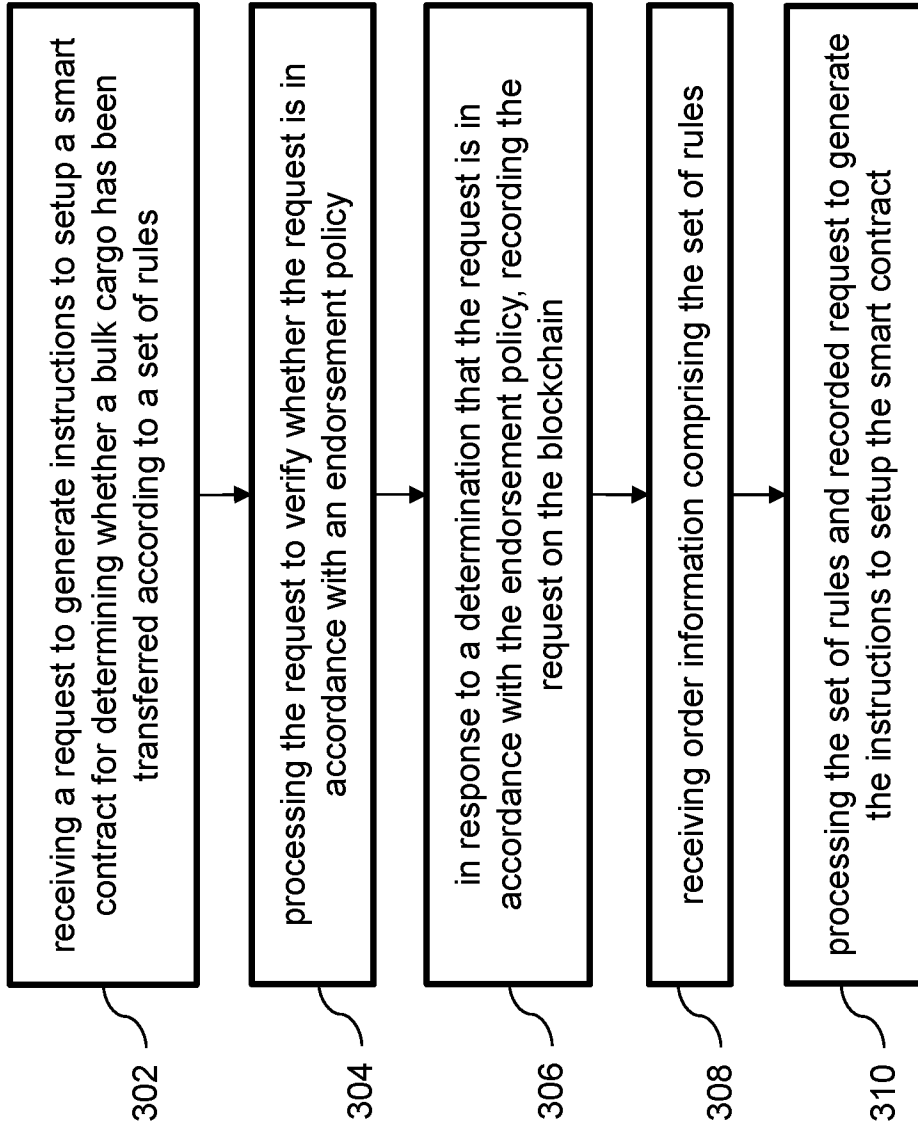 302
receiving a request to generate instructions to setup a smart
contract for determining whether a bulk cargo has been
transferred according to a set of rules
304
processing the request to verify whether the request is in
accordance with an endorsement policy
306
in response to a determination that the request is in
accordance with the endorsement policy, recording the
request on the blockchain
308
receiving order information comprising the set of rules
310
processing the set of rules and recorded request to generate
the instructions to setup the smart contract